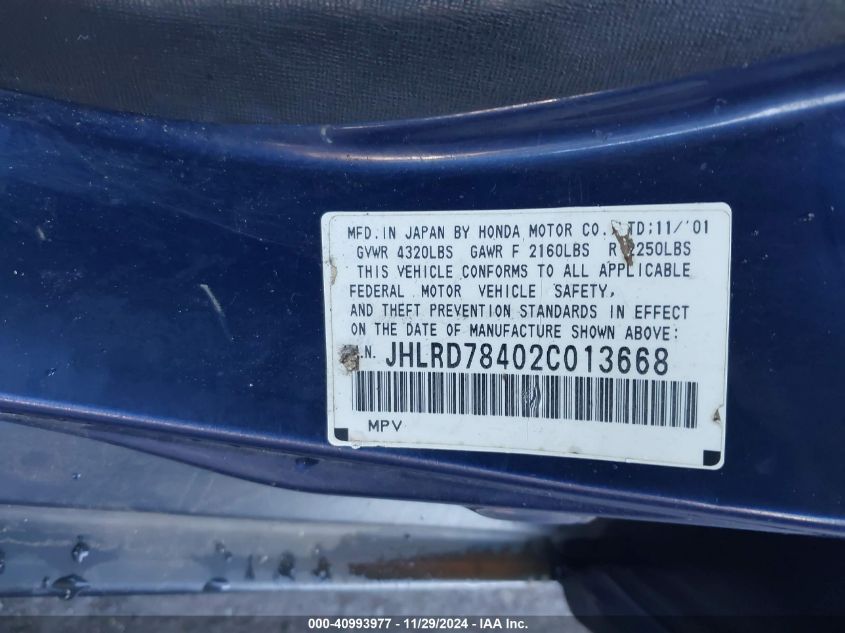 MFD. IN JAPAN BY HONDA MOTOR CO., LTD; 11/'01
GVWR 4320LBS GAWR F 2160LBS R 2250LBS
THIS VEHICLE CONFORMS TO ALL APPLICABLE
FEDERAL MOTOR VEHICLE SAFETY,
AND THEFT PREVENTION STANDARDS IN EFFECT
ON THE DATE OF MANUFACTURE SHOWN ABOVE:
.N. JHLRD78402C013668
MPV
000-40993977 - 11/29/2024 - IAAI.com